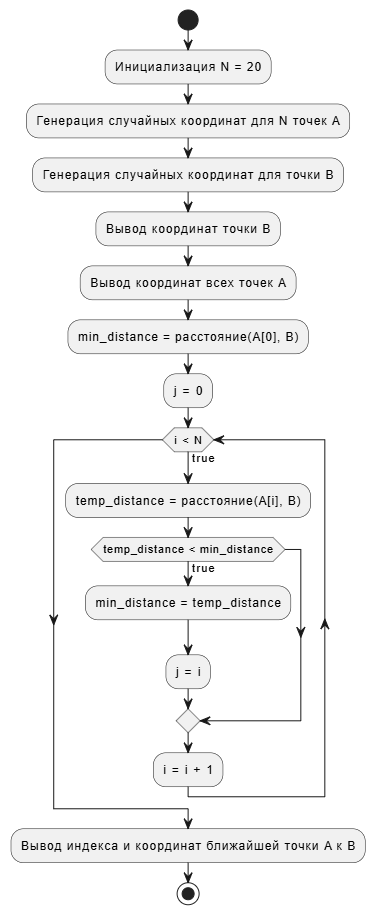 Инициализация N = 20
Генерация случайных координат для N точек A
Генерация случайных координат для точки B
Вывод координат точки B
Вывод координат всех точек A
min_distance = расстояние(A[0], B)
j = 0
i < N
true
temp_distance = расстояние(A[i], B)
temp_distance < min_distance
true
min_distance = temp_distance
j = i
i = i + 1
Вывод индекса и координат ближайшей точки A к B